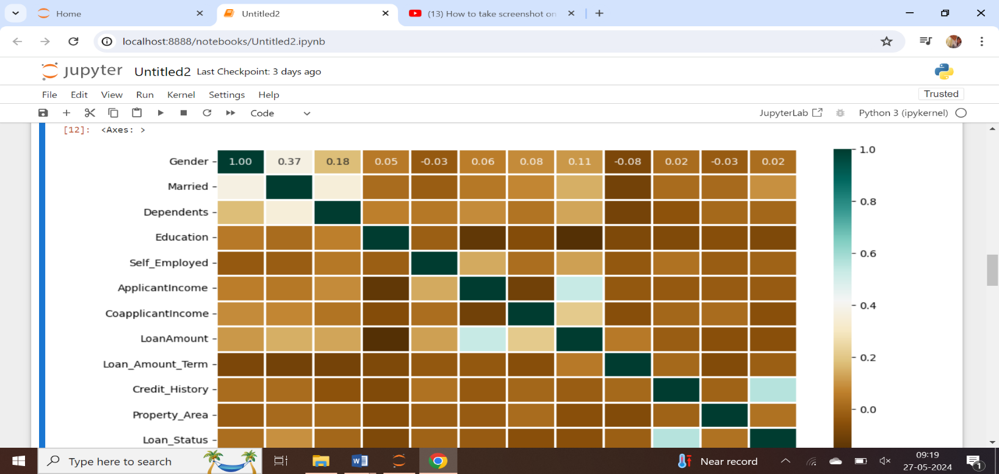 Home
Untitled2
(13) How to take screenshot on
localhost:8888/notebooks/Untitled2.ipynb
jupyter Untitled2 Last Checkpoint: 3 days ago
File Edit View Run Kernel Settings Help
Trusted
Code
JupyterLab
Python 3 (ipykernel)
[12]: <Axes: >
Gender 1.00 0.37 0.18 0.05 -0.03 0.06 0.08 0.11 -0.08 0.02 -0.03 0.02
Married
Dependents
Education
Self_Employed
ApplicantIncome
CoapplicantIncome
LoanAmount
Loan_Amount_Term
Credit_History
Property_Area
Loan_Status
1.0
0.8
0.6
0.4
0.2
0.0
Type here to search
W
Near record
09:19
27-05-2024
1